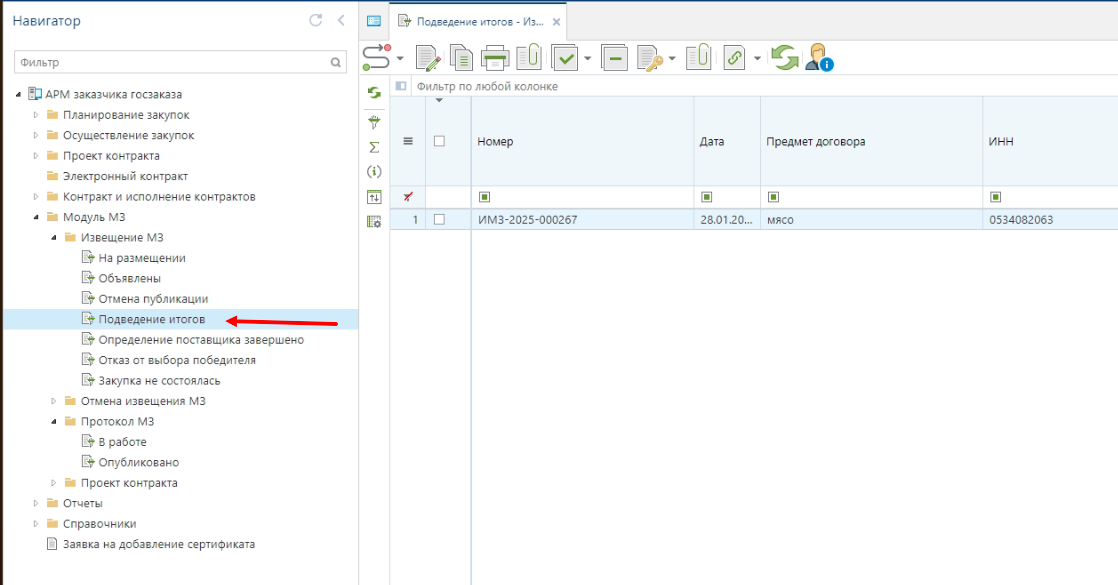 Навигатор
Фильтр
АРМ заказчика госзаказа
Планирование закупок
Осуществление закупок
Проект контракта
Электронный контракт
Контракт и исполнение контрактов
Модуль МЗ
Извещение МЗ
На размещении
Объявлены
Отмена публикации
Подведение итогов
Определение поставщика завершено
Отказ от выбора победителя
Закупка не состоялась
Отмена извещения МЗ
Протокол МЗ
В работе
Опубликовано
Проект контракта
Отчеты
Справочники
Заявка на добавление сертификата
Подведение итогов - Из...
Фильтр по любой колонке
Номер Дата Предмет договора ИНН
1 ИМЗ-2025-000267 28.01.20... мясо 0534082063